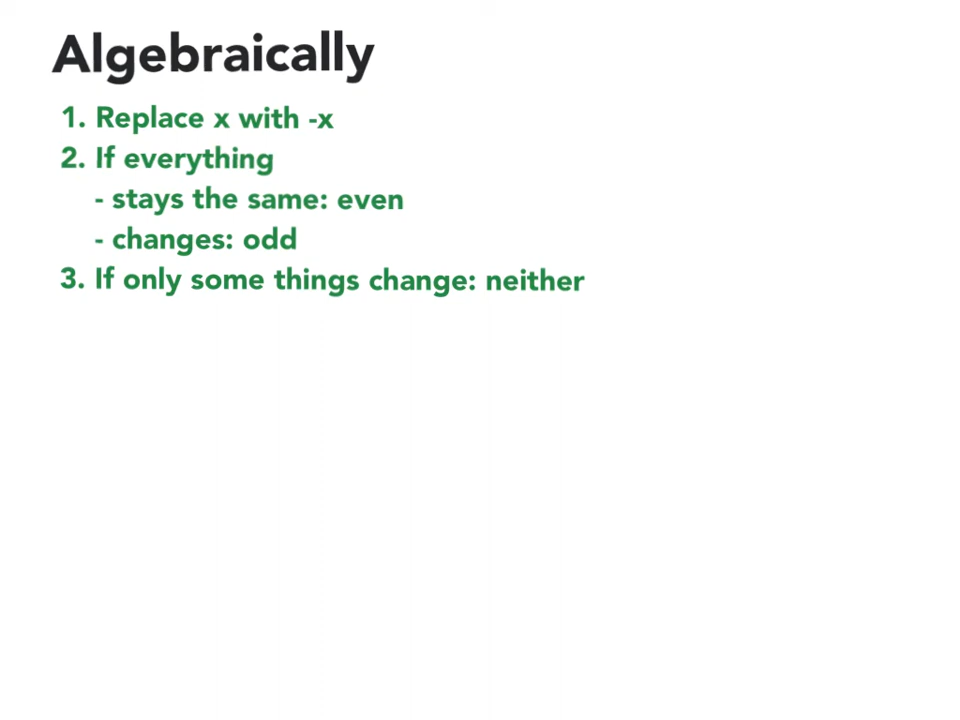 Algebraically
1. Replace x with -x
2. If everything
- stays the same: even
- changes: odd
3. If only some things change: neither